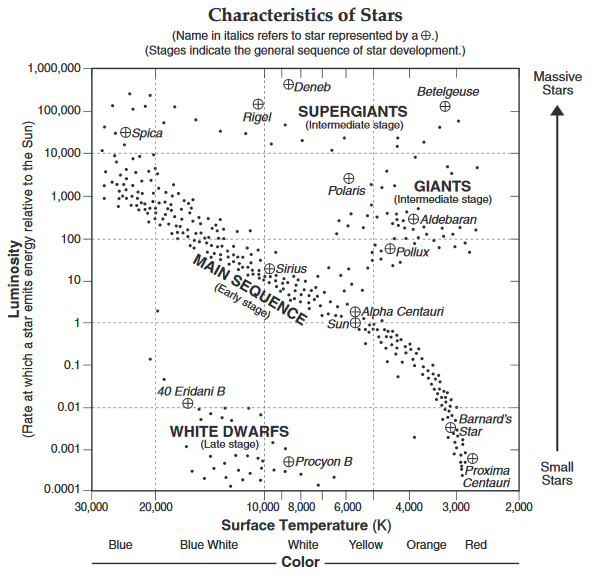 Characteristics of Stars
(Name in italics refers to star represented by a ⊕.)
(Stages indicate the general sequence of star development.)
Luminosity
(Rate at which a star emits energy relative to the Sun)
1,000,000
100,000
10,000
1,000
100
10
1
0.1
0.01
0.001
0.0001
Deneb
Betelgeuse
Rigel
SUPERGIANTS
(Intermediate stage)
Spica
Polaris
GIANTS
(Intermediate stage)
Aldebaran
Pollux
Sirius
MAIN SEQUENCE
(Early stage)
Alpha Centauri
Sun
40 Eridani B
WHITE DWARFS
(Late stage)
Procyon B
Barnard's
Star
Proxima
Centauri
Massive
Stars
Small
Stars
30,000 20,000 10,000 8,000 6,000 4,000 3,000 2,000
Surface Temperature (K)
Blue Blue White White Yellow Orange Red
Color